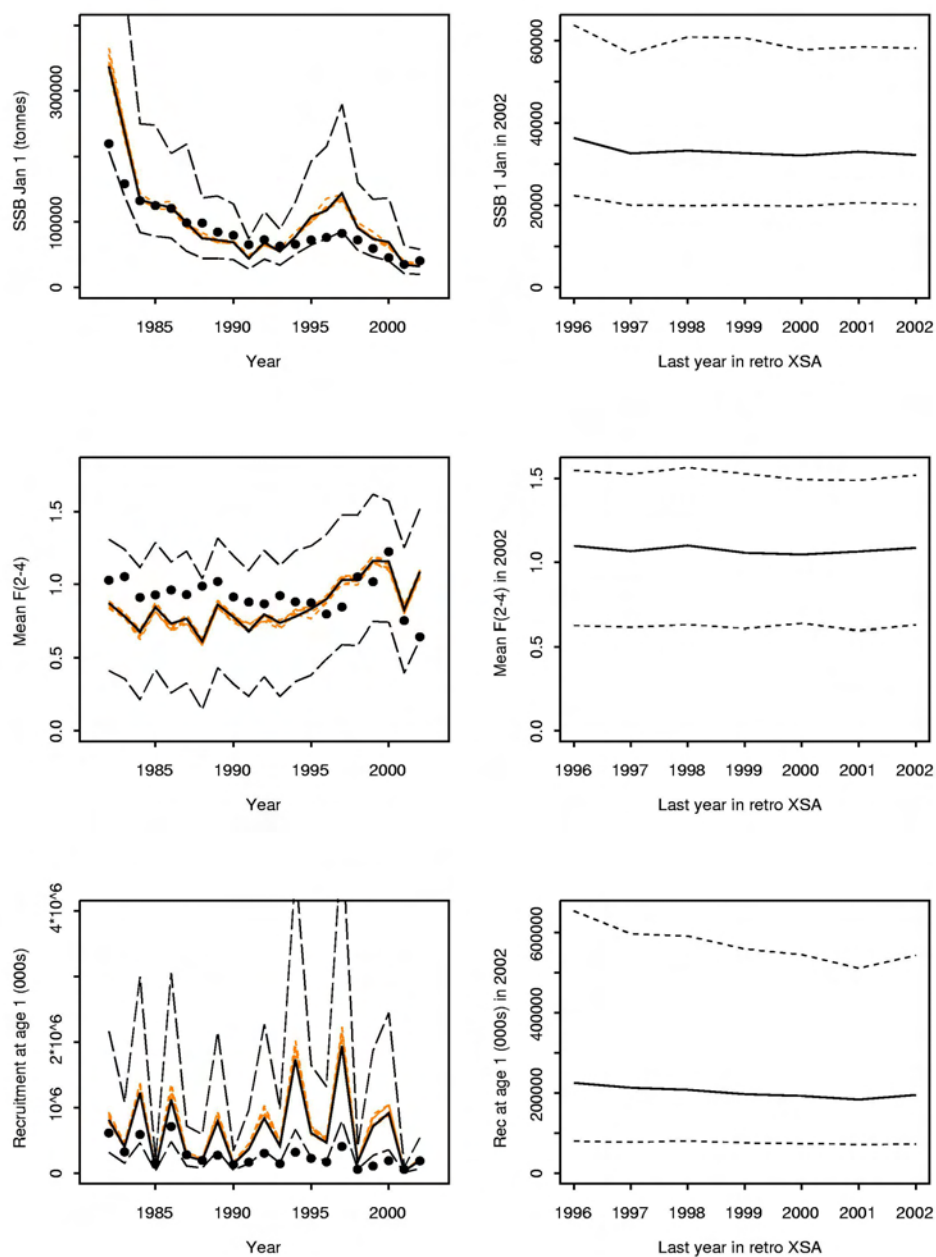 SSB Jan 1 (tonnes)
300000
100000
0
1985 1990 1995 2000
Year
SSB 1 Jan in 2002
60000
40000
20000
0
1996 1997 1998 1999 2000 2001 2002
Last year in retro XSA
Mean F(2-4)
1.5
1.0
0.5
0.0
1985 1990 1995 2000
Year
Mean F(2-4) in 2002
1.5
1.0
0.5
0.0
1996 1997 1998 1999 2000 2001 2002
Last year in retro XSA
Recruitment at age 1 (000s)
4*10^6
2*10^6
1*10^6
0
1985 1990 1995 2000
Year
Rec at age 1 (000s) in 2002
600000
400000
200000
0
1996 1997 1998 1999 2000 2001 2002
Last year in retro XSA